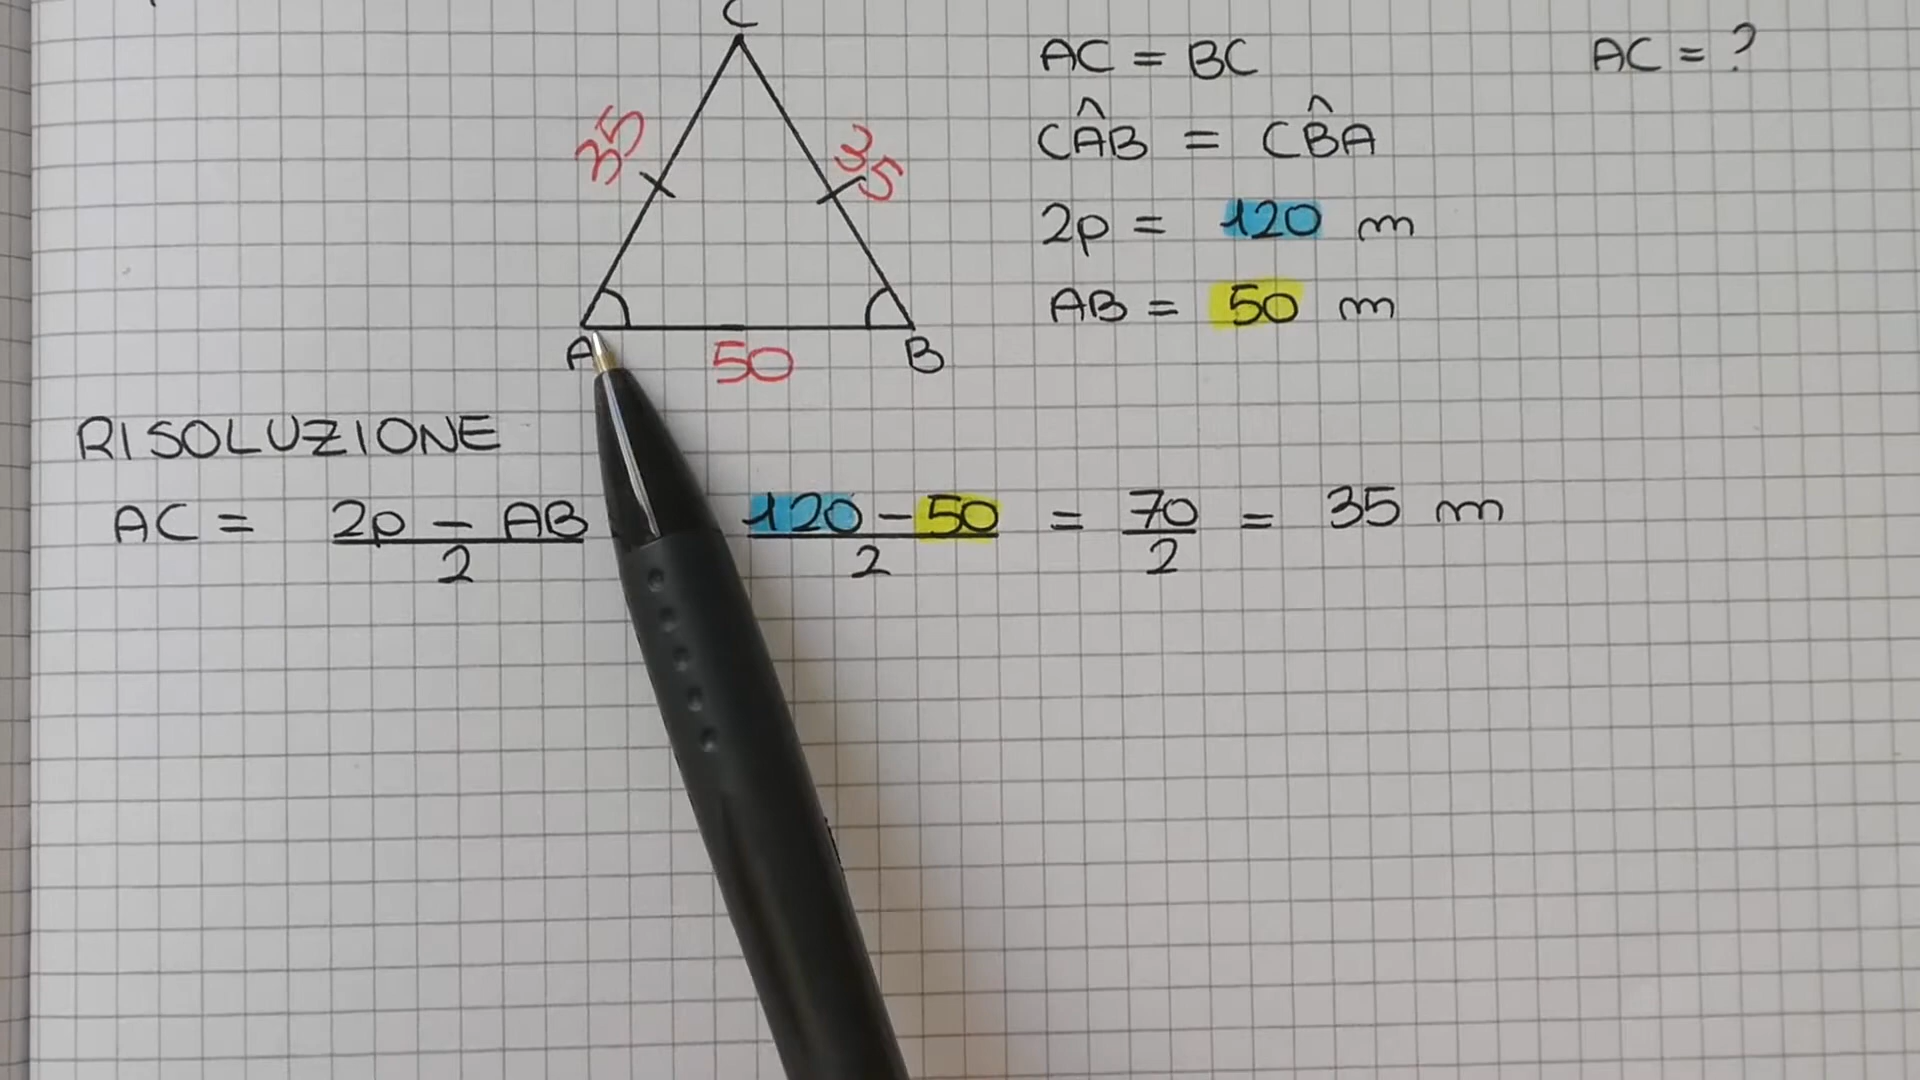 C
AC = BC
AC = ?
35
35
CÂB = CB̂A
2p = 120 m
AB = 50 m
A
50
B
RISOLUZIONE
AC = (2p - AB)/2 (120 - 50)/2 = 70/2 = 35 m